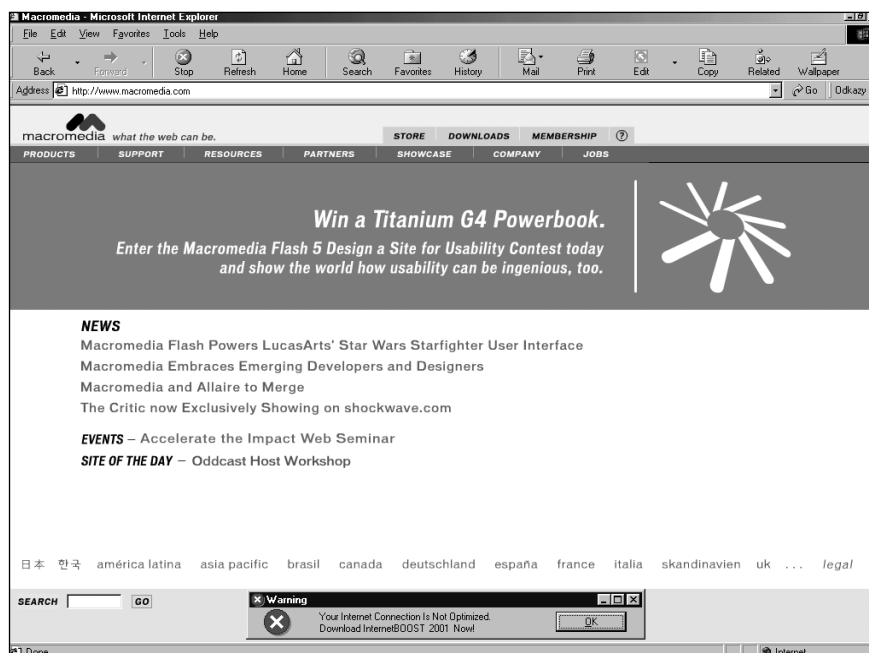 Macromedia - Microsoft Internet Explorer
File Edit View Favorites Tools Help
Back Forward Stop Refresh Home Search Favorites History Mail Print Edit Copy Related Wallpaper
Address http://www.macromedia.com Go Odkazy
macromedia what the web can be. STORE DOWNLOADS MEMBERSHIP ?
PRODUCTS SUPPORT RESOURCES PARTNERS SHOWCASE COMPANY JOBS
Win a Titanium G4 Powerbook.
Enter the Macromedia Flash 5 Design a Site for Usability Contest today
and show the world how usability can be ingenious, too.
NEWS
Macromedia Flash Powers LucasArts' Star Wars Starfighter User Interface
Macromedia Embraces Emerging Developers and Designers
Macromedia and Allaire to Merge
The Critic now Exclusively Showing on shockwave.com
EVENTS – Accelerate the Impact Web Seminar
SITE OF THE DAY – Oddcast Host Workshop
日本 한국 américa latina asia pacific brasil canada deutschland españa france italia skandinavien uk ... legal
SEARCH GO
Warning
Your Internet Connection Is Not Optimized.
Download InternetBOOST 2001 Now!
OK
Done Internet